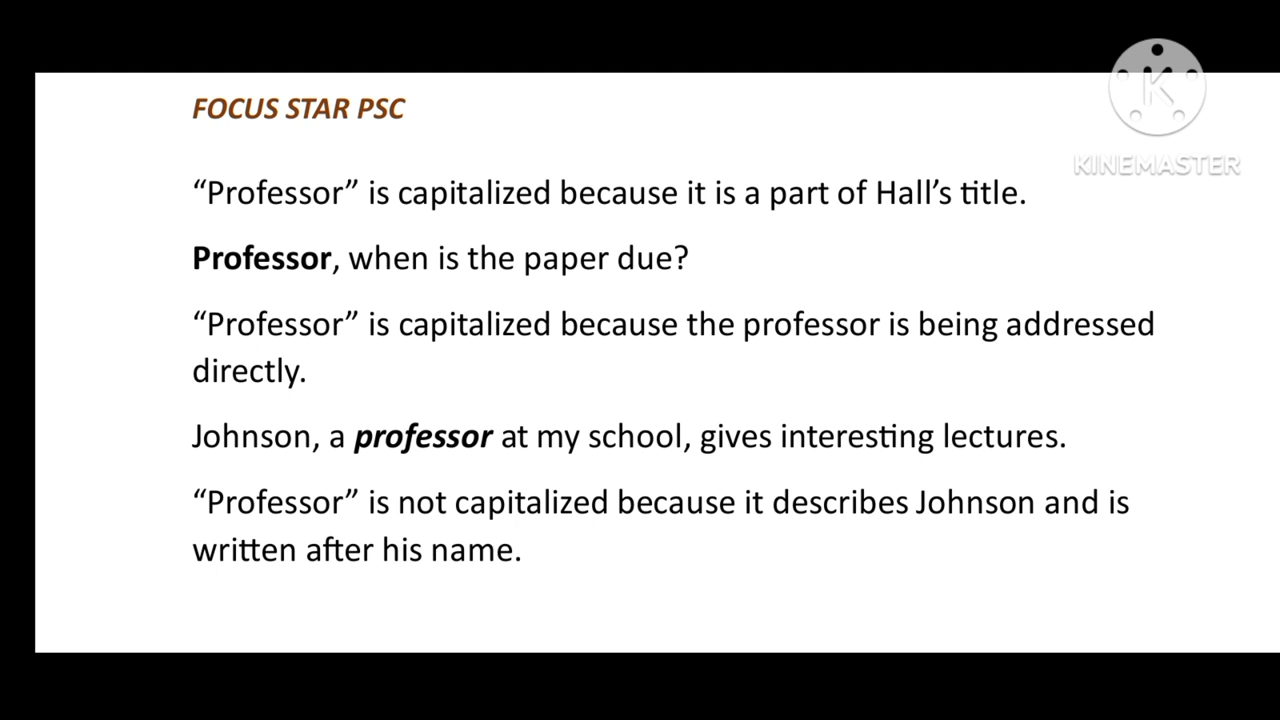 FOCUS STAR PSC
KINEMASTER
“Professor” is capitalized because it is a part of Hall’s title.
Professor, when is the paper due?
“Professor” is capitalized because the professor is being addressed
directly.
Johnson, a professor at my school, gives interesting lectures.
“Professor” is not capitalized because it describes Johnson and is
written after his name.